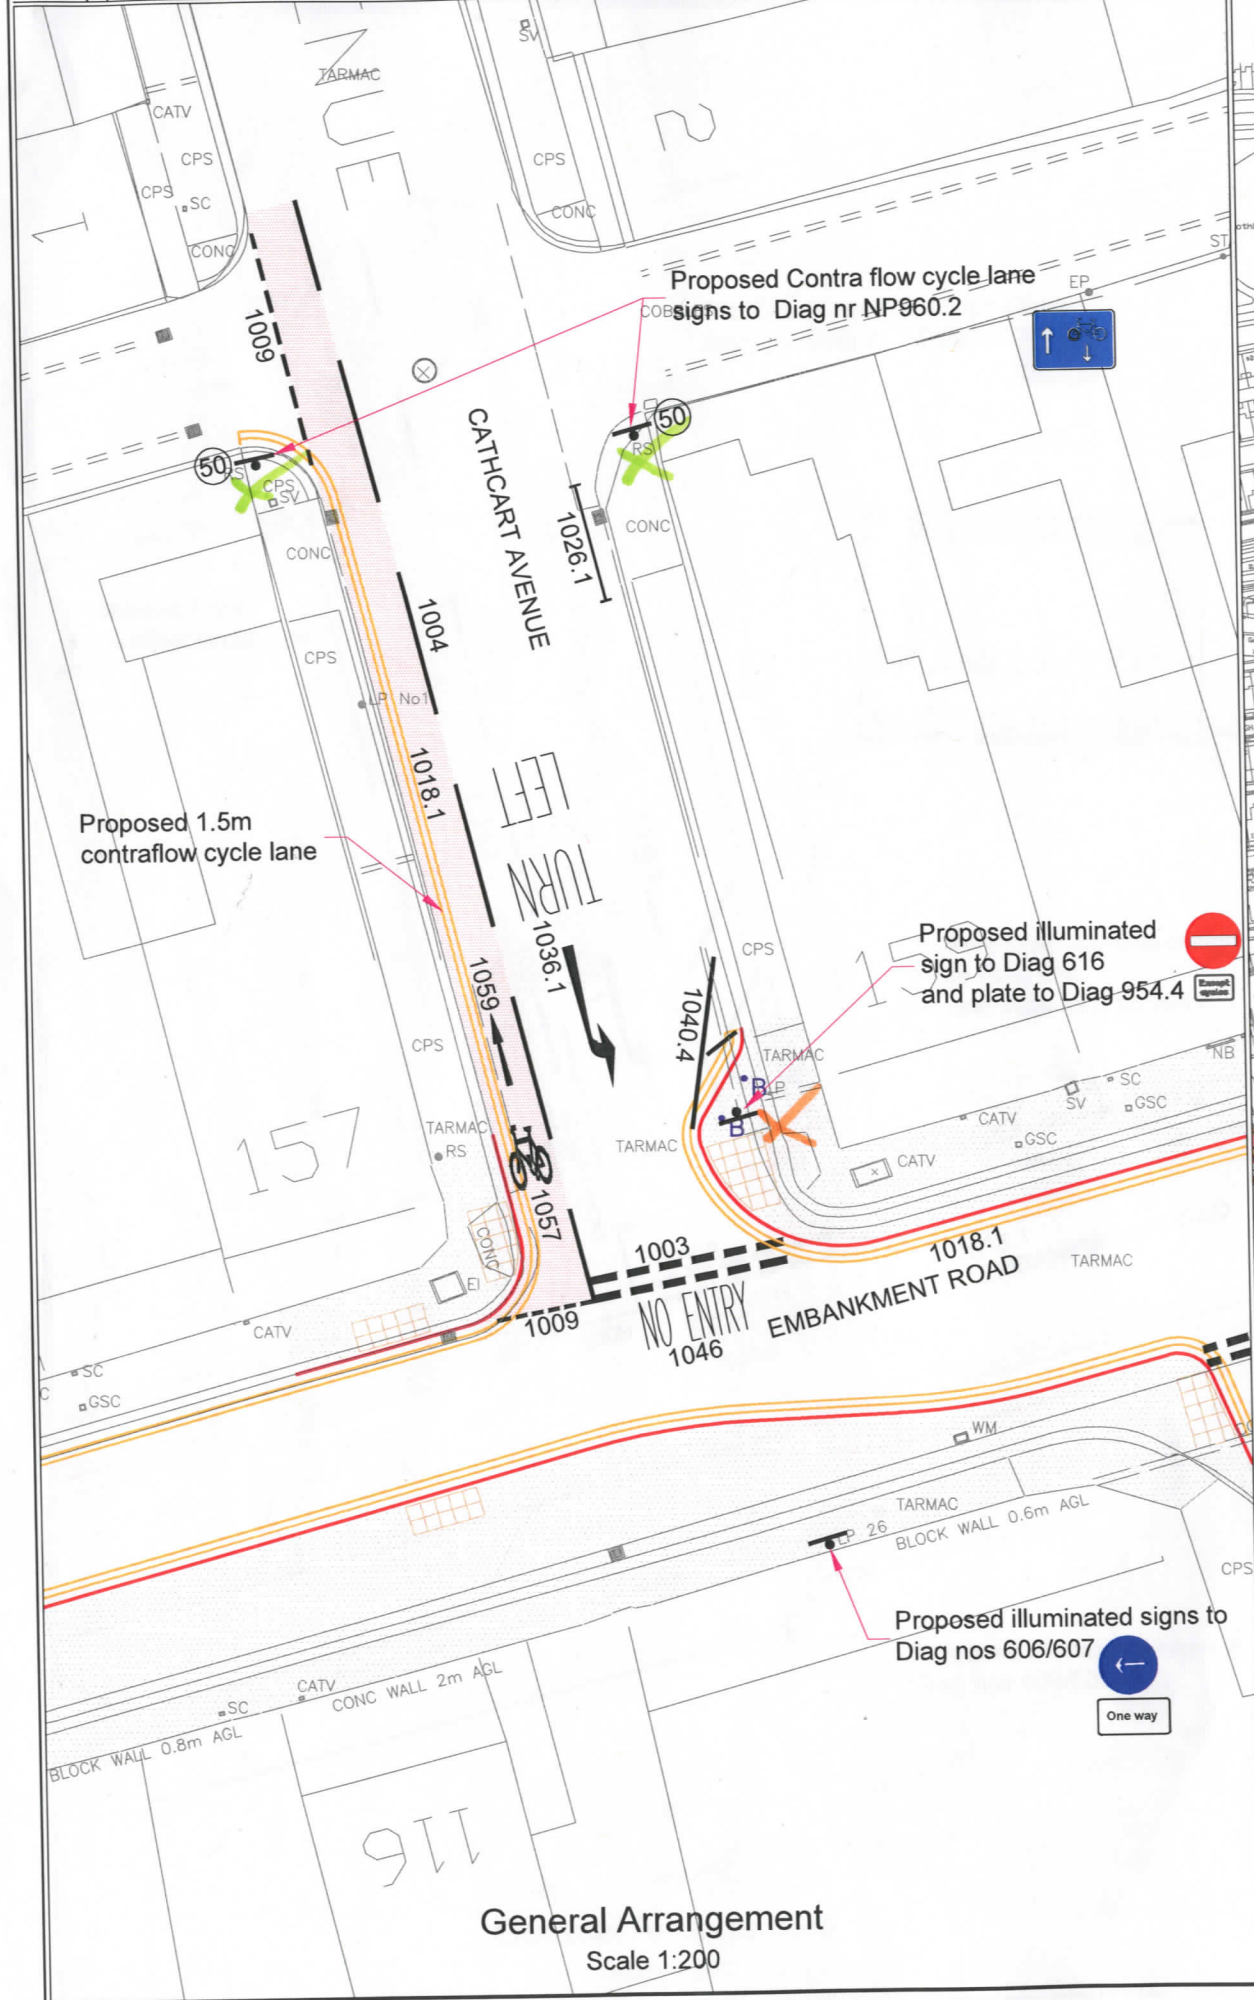 SV
TARMAC
NUE
2
CATV
CPS
CPS
CPS
SC
1
CONC
CONC
ST
EP
Proposed Contra flow cycle lane
signs to Diag nr NP960.2
1009
50
50
RS
CPS
SV
CONC
CATHCART AVENUE
1026.1
CONC
1004
CPS
LP No1
1018.1
LEFT
TURN
Proposed 1.5m
contraflow cycle lane
1036.1
1059
CPS
Proposed illuminated
sign to Diag 616
and plate to Diag 954.4
Except
cycles
1040.4
CPS
TARMAC
NB
B
LP
B
SC
SV
GSC
CATV
GSC
CATV
157
TARMAC
RS
TARMAC
1057
CONC
EI
1003
1018.1
TARMAC
1009
NO ENTRY
1046
EMBANKMENT ROAD
CATV
SC
GSC
WM
TARMAC
LP 26
BLOCK WALL 0.6m AGL
CPS
Proposed illuminated signs to
Diag nos 606/607
One way
CATV
SC
CONC WALL 2m AGL
BLOCK WALL 0.8m AGL
116
General Arrangement
Scale 1:200